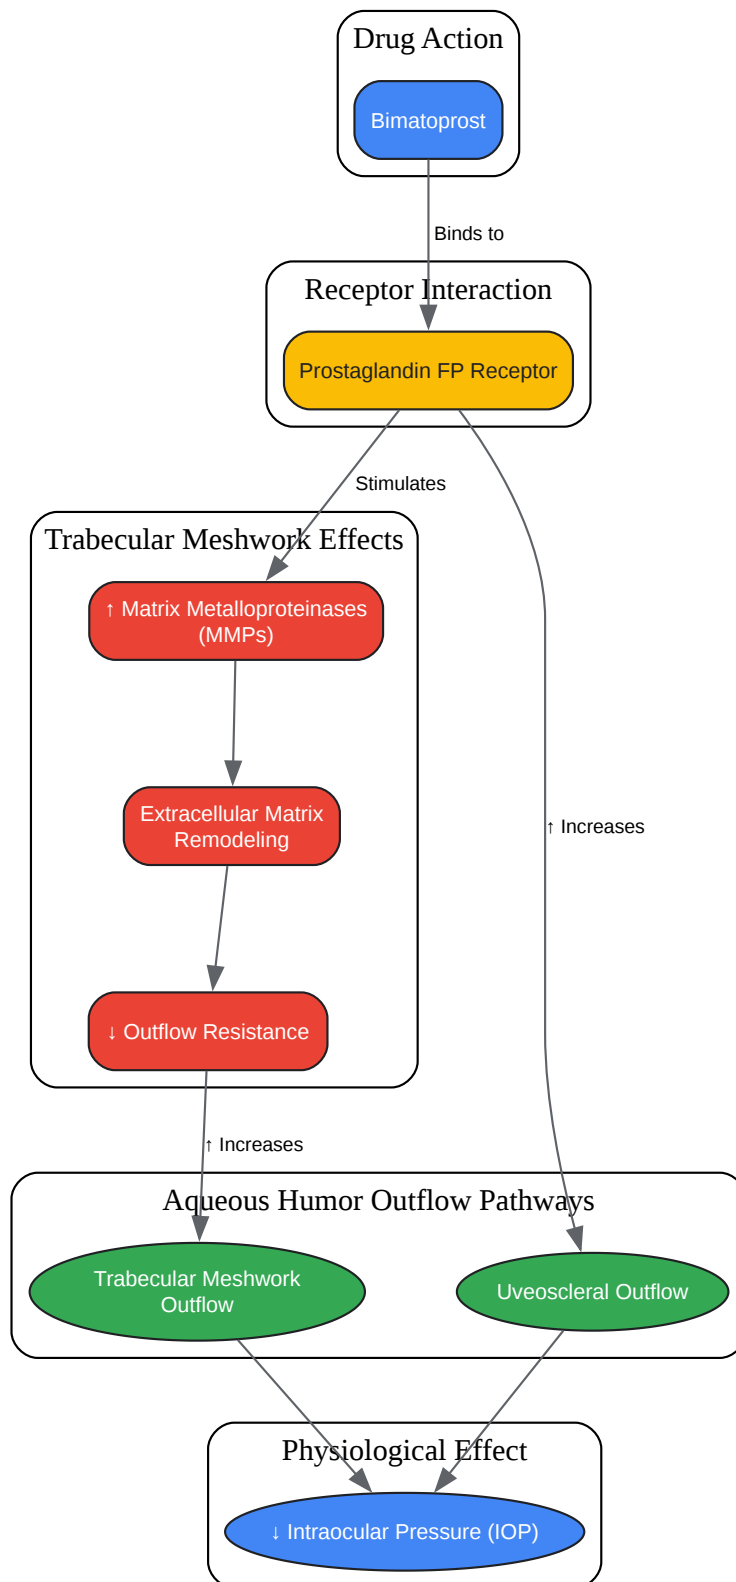 Drug Action
Bimatoprost
Binds to
Receptor Interaction
Prostaglandin FP Receptor
Stimulates
Trabecular Meshwork Effects
↑ Matrix Metalloproteinases
(MMPs)
Extracellular Matrix
Remodeling
↑ Increases
↓ Outflow Resistance
↑ Increases
Aqueous Humor Outflow Pathways
Trabecular Meshwork
Outflow
Uveoscleral Outflow
Physiological Effect
↓ Intraocular Pressure (IOP)